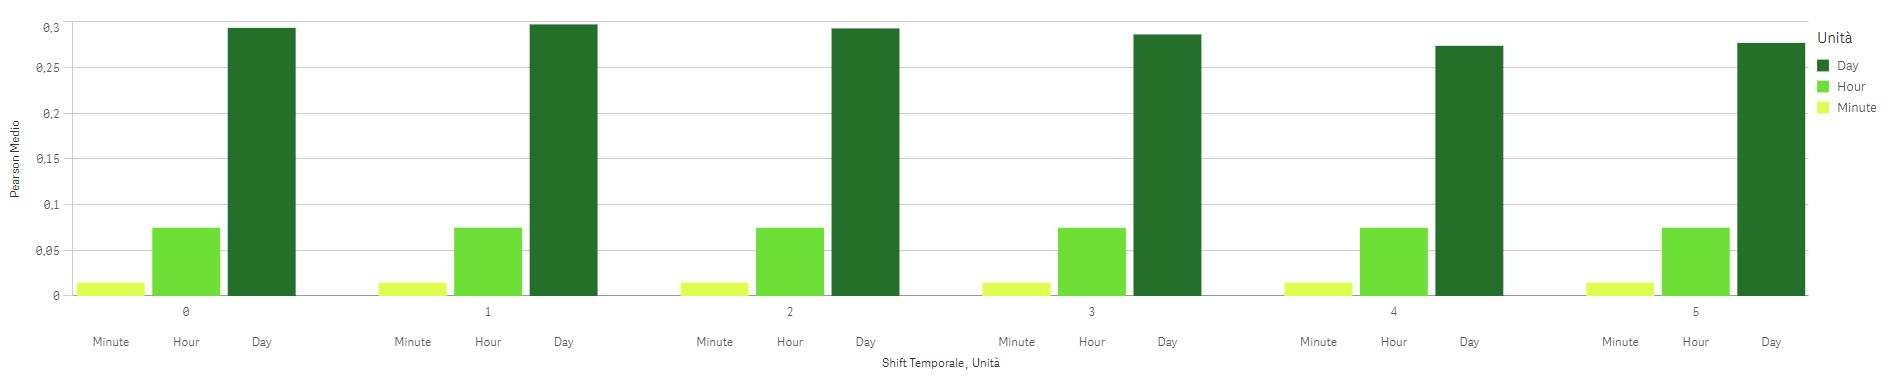 Pearson Medio
0,3
0,25
0,2
0,15
0,1
0,05
0
0 1 2 3 4 5
Minute Hour Day Minute Hour Day Minute Hour Day Minute Hour Day Minute Hour Day Minute Hour Day
Shift Temporale, Unità
Unità
Day
Hour
Minute